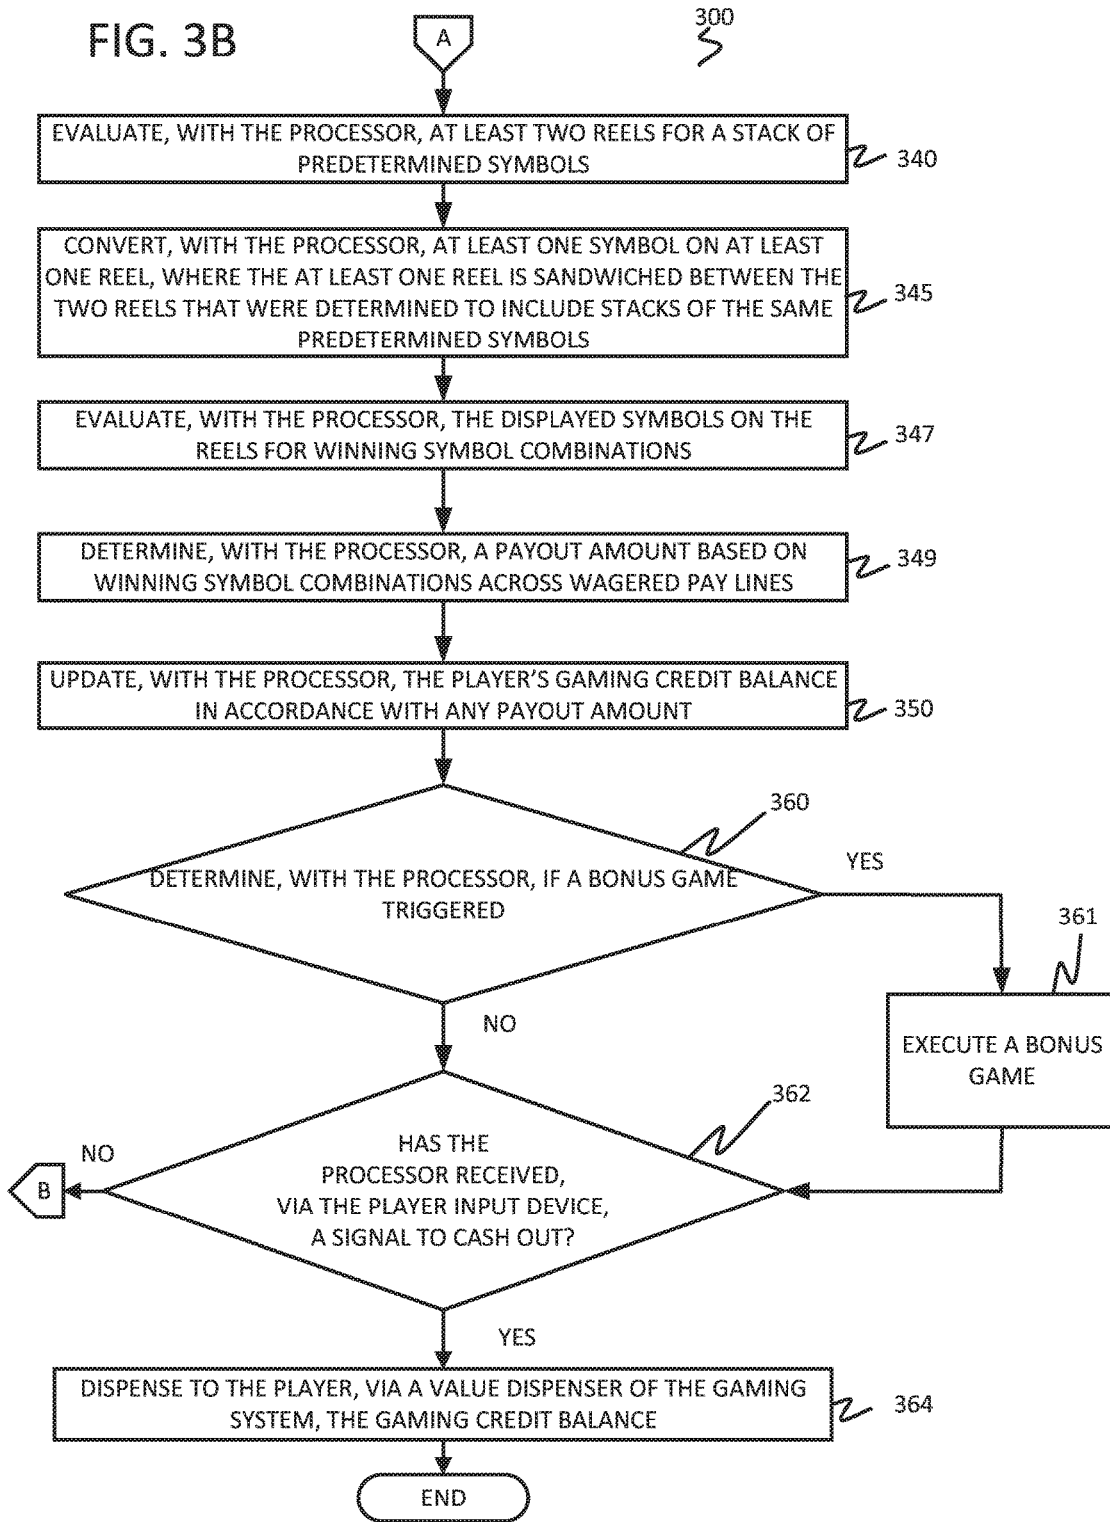 FIG. 3B
A
300
EVALUATE, WITH THE PROCESSOR, AT LEAST TWO REELS FOR A STACK OF
PREDETERMINED SYMBOLS
340
CONVERT, WITH THE PROCESSOR, AT LEAST ONE SYMBOL ON AT LEAST
ONE REEL, WHERE THE AT LEAST ONE REEL IS SANDWICHED BETWEEN THE
TWO REELS THAT WERE DETERMINED TO INCLUDE STACKS OF THE SAME
PREDETERMINED SYMBOLS
345
EVALUATE, WITH THE PROCESSOR, THE DISPLAYED SYMBOLS ON THE
REELS FOR WINNING SYMBOL COMBINATIONS
347
DETERMINE, WITH THE PROCESSOR, A PAYOUT AMOUNT BASED ON
WINNING SYMBOL COMBINATIONS ACROSS WAGERED PAY LINES
349
UPDATE, WITH THE PROCESSOR, THE PLAYER'S GAMING CREDIT BALANCE
IN ACCORDANCE WITH ANY PAYOUT AMOUNT
350
360
DETERMINE, WITH THE PROCESSOR, IF A BONUS GAME
TRIGGERED
YES
361
EXECUTE A BONUS
GAME
NO
362
HAS THE
PROCESSOR RECEIVED,
VIA THE PLAYER INPUT DEVICE,
A SIGNAL TO CASH OUT?
NO
B
YES
DISPENSE TO THE PLAYER, VIA A VALUE DISPENSER OF THE GAMING
SYSTEM, THE GAMING CREDIT BALANCE
364
END